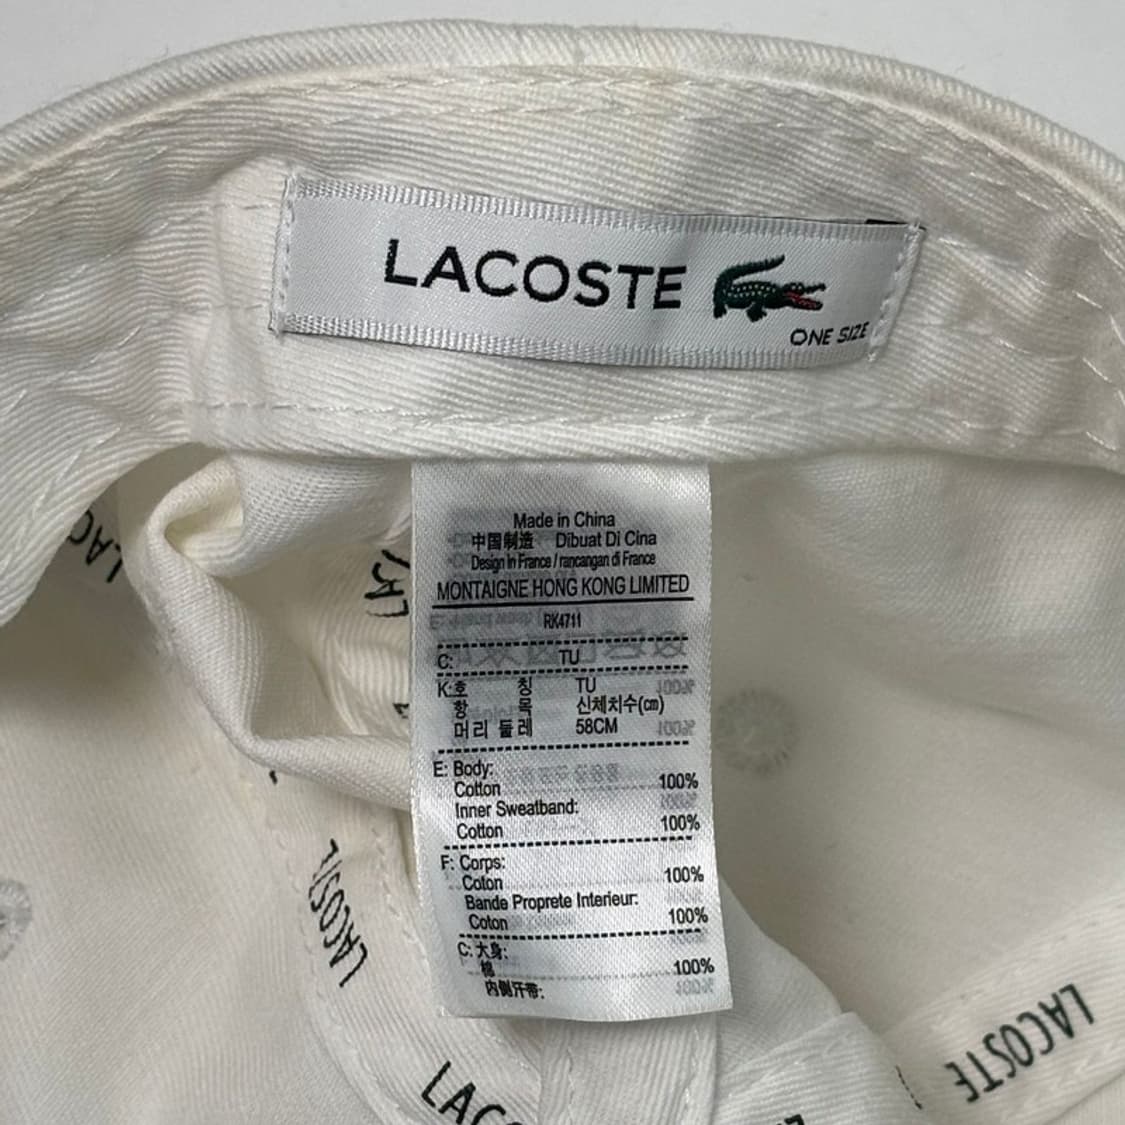 LACOSTE
ONE SIZE
Made in China
中国制造 Dibuat Di Cina
Design In France / rancangan di France
MONTAIGNE HONG KONG LIMITED
RK4711
C: TU
K:호 칭 TU
항 목 신체치수(㎝)
머리 둘레 58CM
E: Body:
Cotton 100%
Inner Sweatband:
Cotton 100%
F: Corps:
Coton 100%
Bande Proprete Interieur:
Coton 100%
C: 大身:
棉 100%
内侧汗带:
LACOSTE
LACOSTE